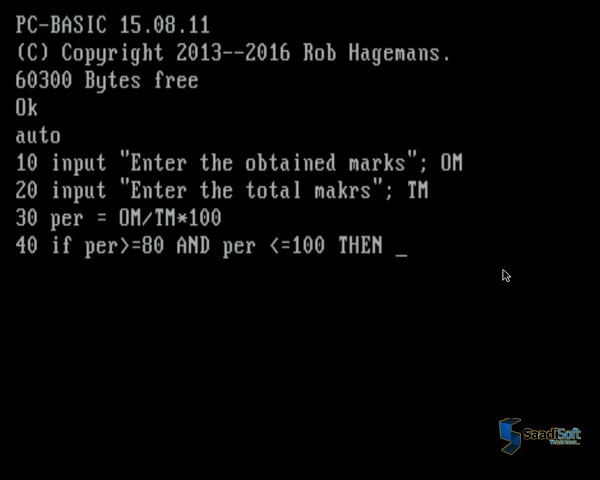 PC-BASIC 15.08.11
(C) Copyright 2013--2016 Rob Hagemans.
60300 Bytes free
Ok
auto
10 input "Enter the obtained marks"; OM
20 input "Enter the total makrs"; TM
30 per = OM/TM*100
40 if per>=80 AND per <=100 THEN _
SaadiSoft